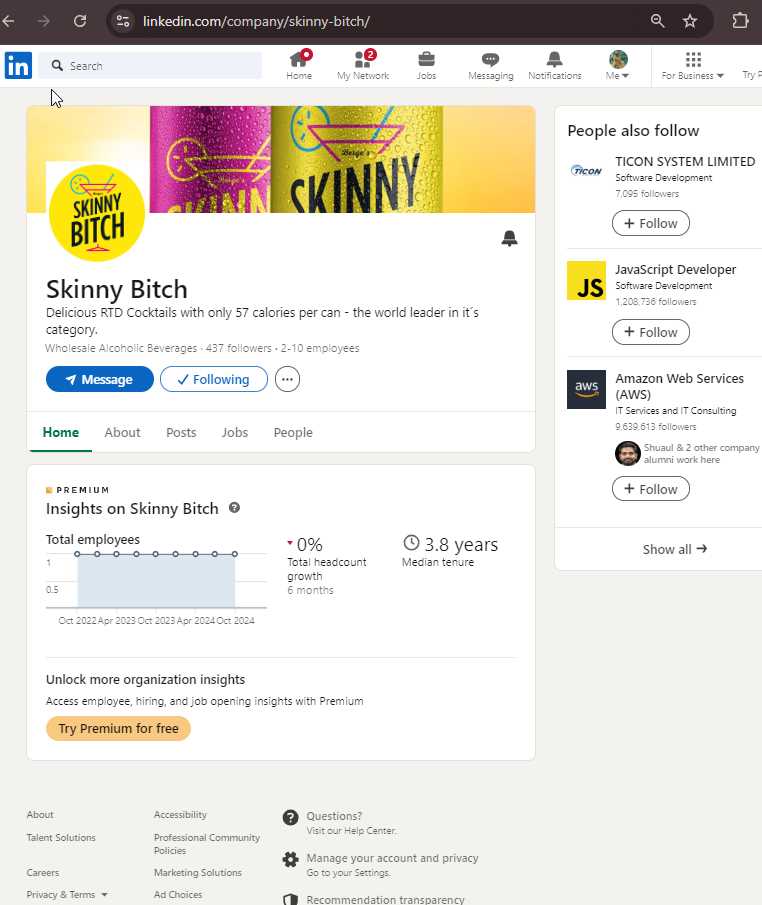 linkedin.com/company/skinny-bitch/
in
Search
Home
2
My Network
Jobs
Messaging
Notifications
Me
For Business
Try P
Berge's
SKINNY
Berge's
SKINNY
SKINNY
BITCH
Skinny Bitch
Delicious RTD Cocktails with only 57 calories per can - the world leader in it´s
category.
Wholesale Alcoholic Beverages · 437 followers · 2-10 employees
Message
Following
Home
About
Posts
Jobs
People
PREMIUM
Insights on Skinny Bitch
Total employees
1
0.5
Oct 2022 Apr 2023 Oct 2023 Apr 2024 Oct 2024
0%
Total headcount
growth
6 months
3.8 years
Median tenure
Unlock more organization insights
Access employee, hiring, and job opening insights with Premium
Try Premium for free
People also follow
TICON
TICON SYSTEM LIMITED
Software Development
7,095 followers
+ Follow
JS
JavaScript Developer
Software Development
1,208,736 followers
+ Follow
aws
Amazon Web Services
(AWS)
IT Services and IT Consulting
9,639,613 followers
Shuaul & 2 other company
alumni work here
+ Follow
Show all →
About
Accessibility
Talent Solutions
Professional Community
Policies
Careers
Marketing Solutions
Privacy & Terms
Ad Choices
Questions?
Visit our Help Center.
Manage your account and privacy
Go to your Settings.
Recommendation transparency